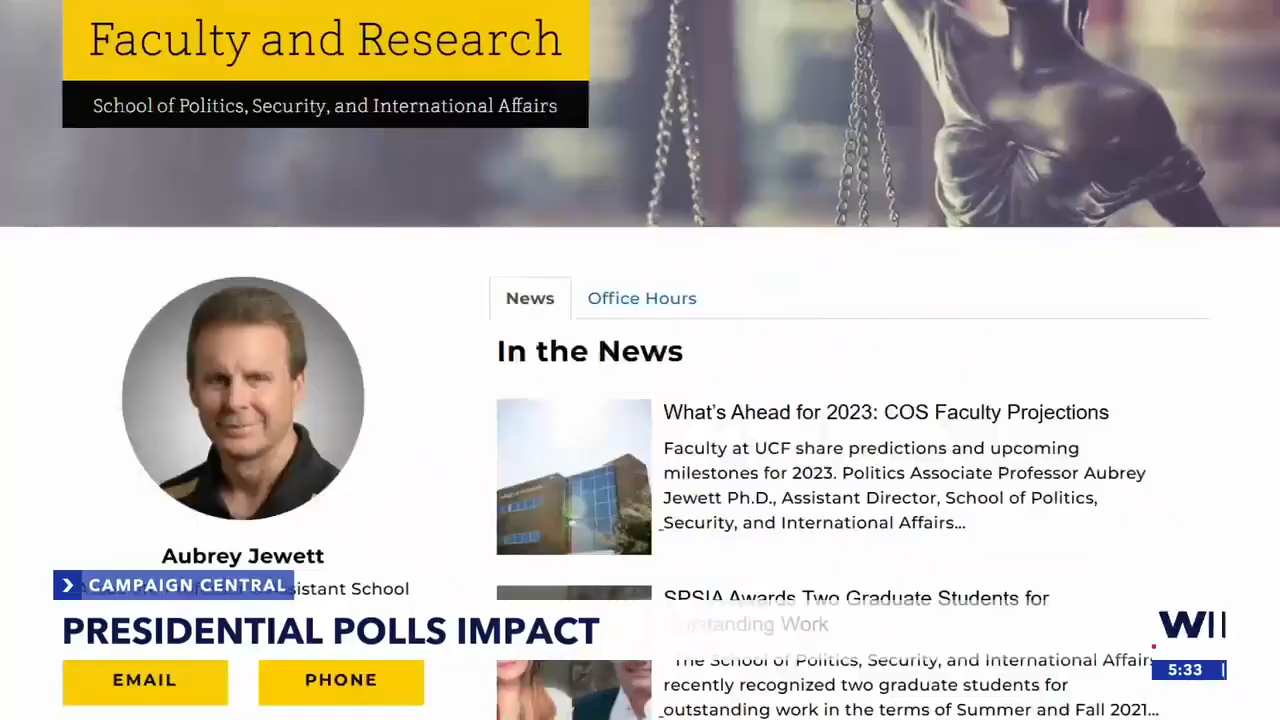 Faculty and Research
School of Politics, Security, and International Affairs
News
Office Hours
In the News
What's Ahead for 2023: COS Faculty Projections
Faculty at UCF share predictions and upcoming
milestones for 2023. Politics Associate Professor Aubrey
Jewett Ph.D., Assistant Director, School of Politics,
Security, and International Affairs...
Aubrey Jewett
sistant School
CAMPAIGN CENTRAL
PRESIDENTIAL POLLS IMPACT
EMAIL
PHONE
SPSIA Awards Two Graduate Students for
Outstanding Work
The School of Politics, Security, and International Affairs
recently recognized two graduate students for
outstanding work in the terms of Summer and Fall 2021...
W
5:33